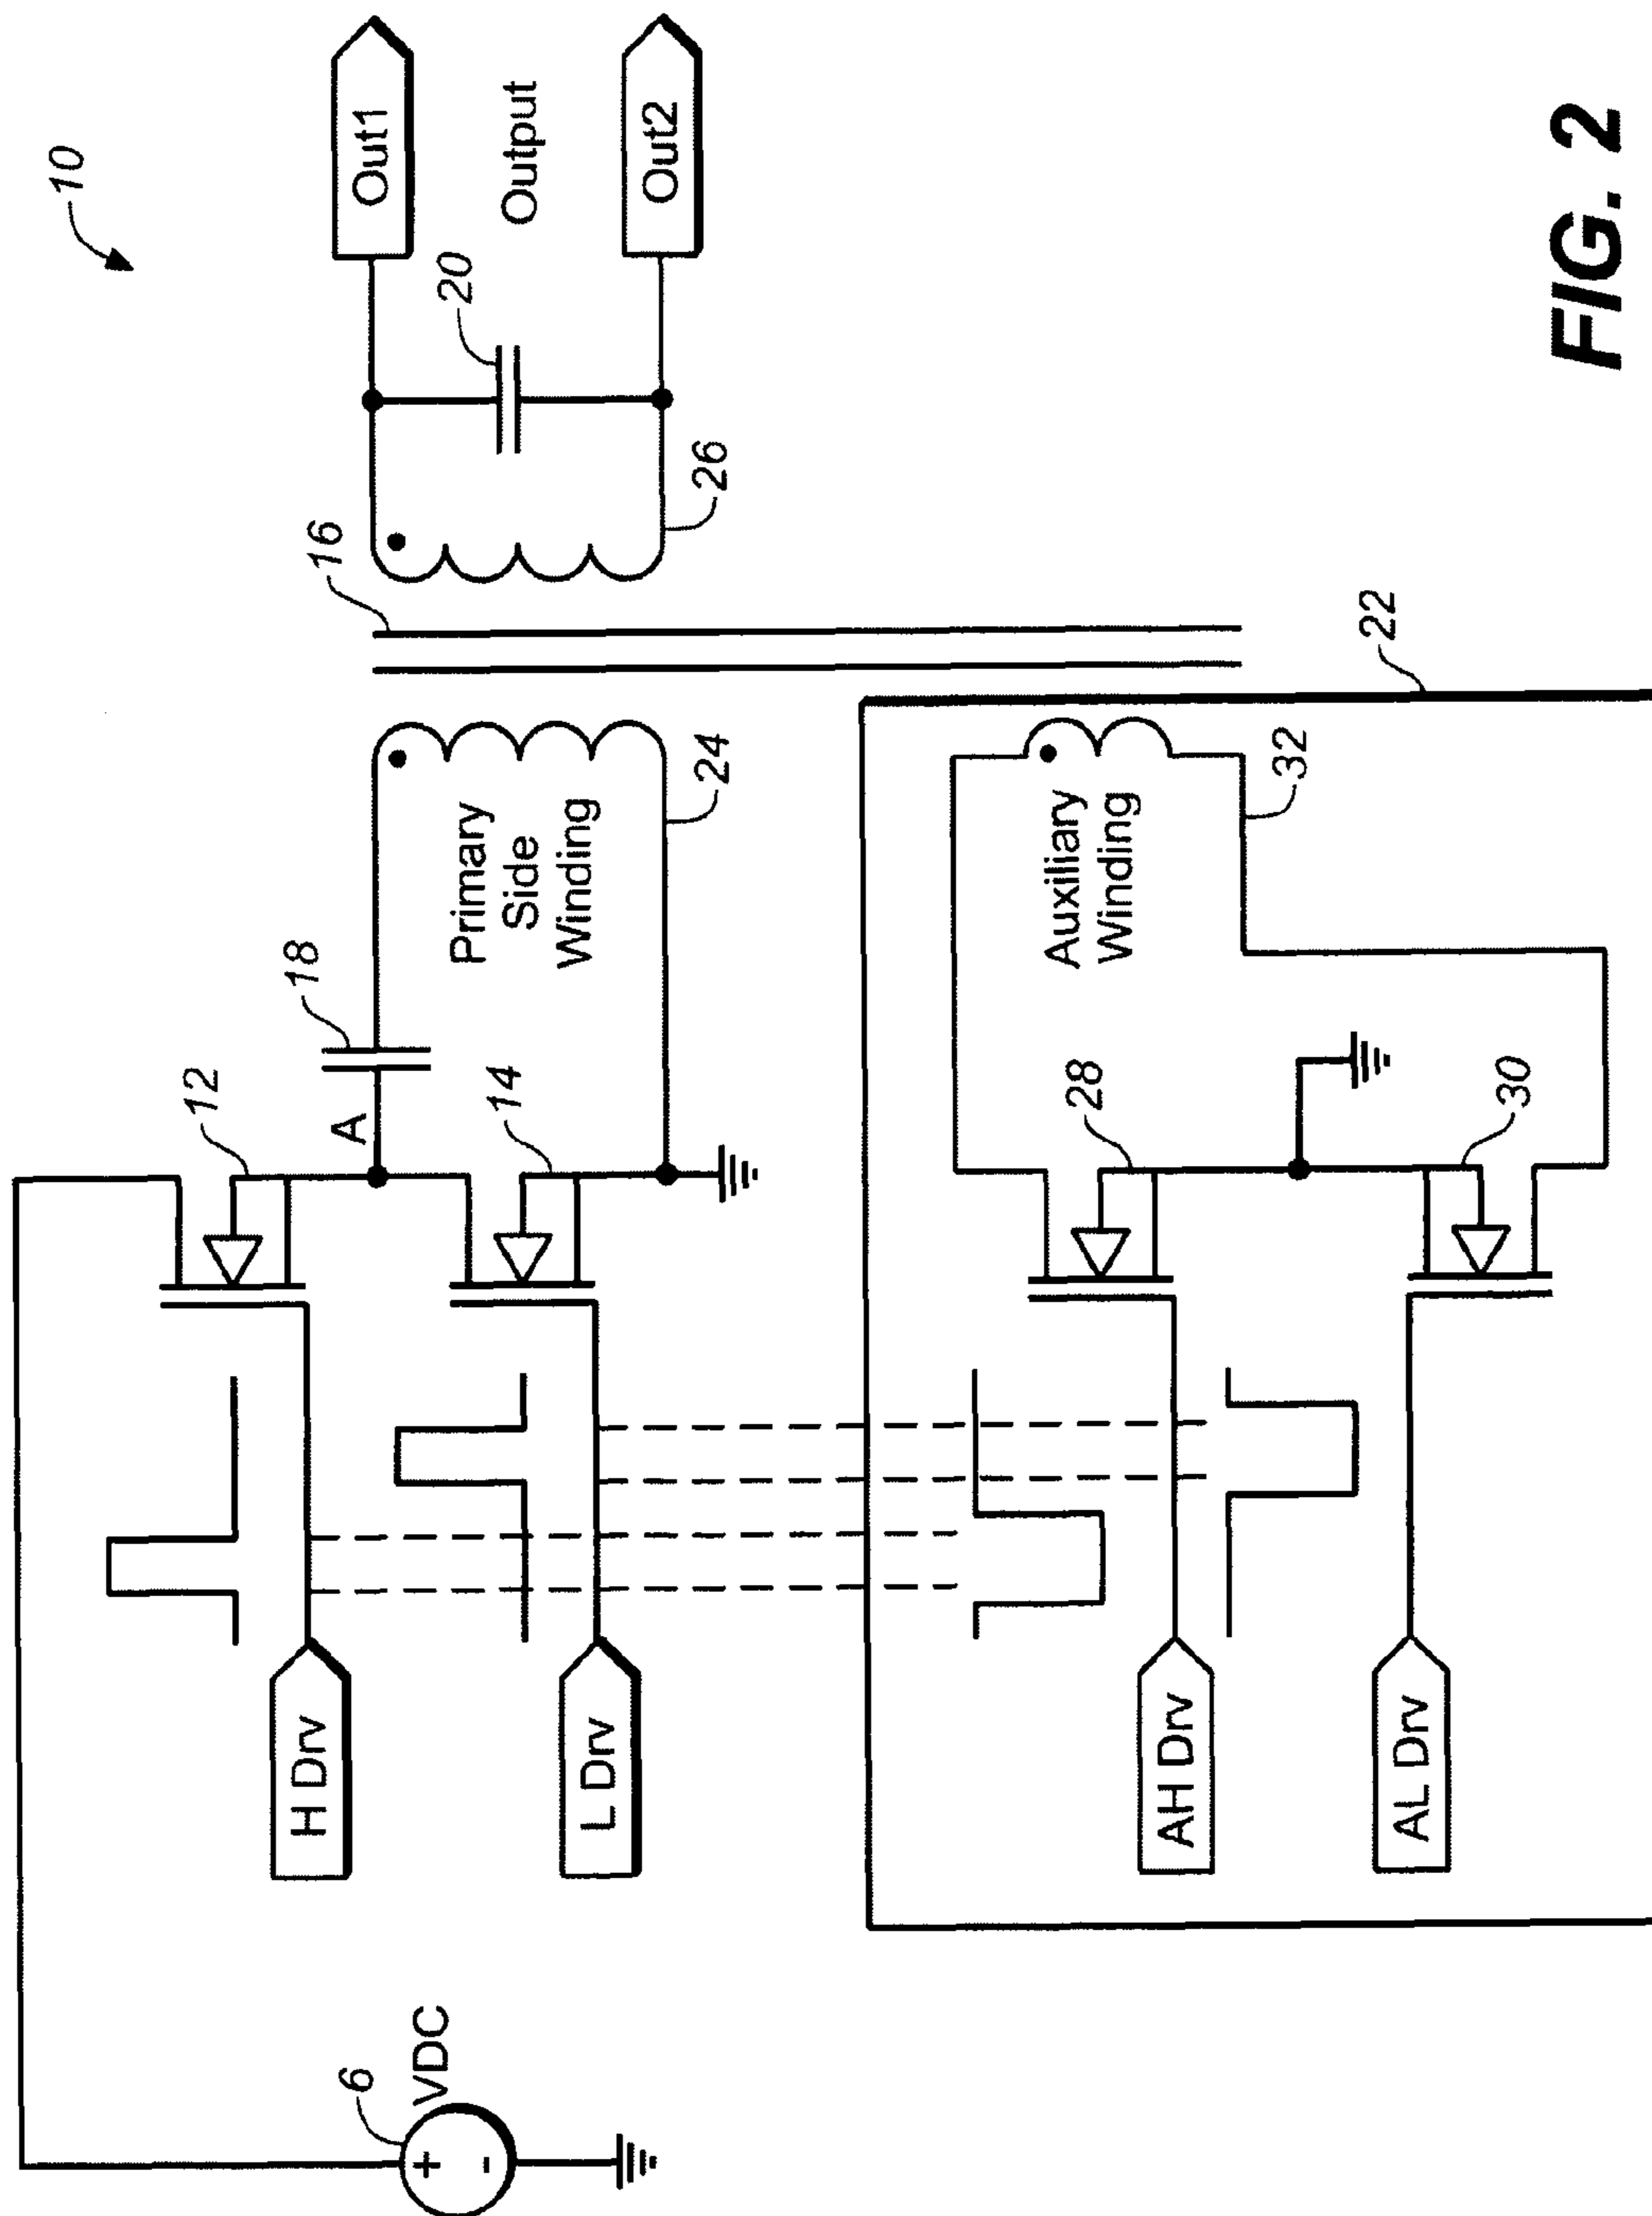 10
6
VDC
H Drv
L Drv
12
A
14
18
Primary
Side
Winding
24
16
20
26
Out1
Output
Out2
AH Drv
AL Drv
28
30
Auxiliary
Winding
32
22
+
-
FIG. 2